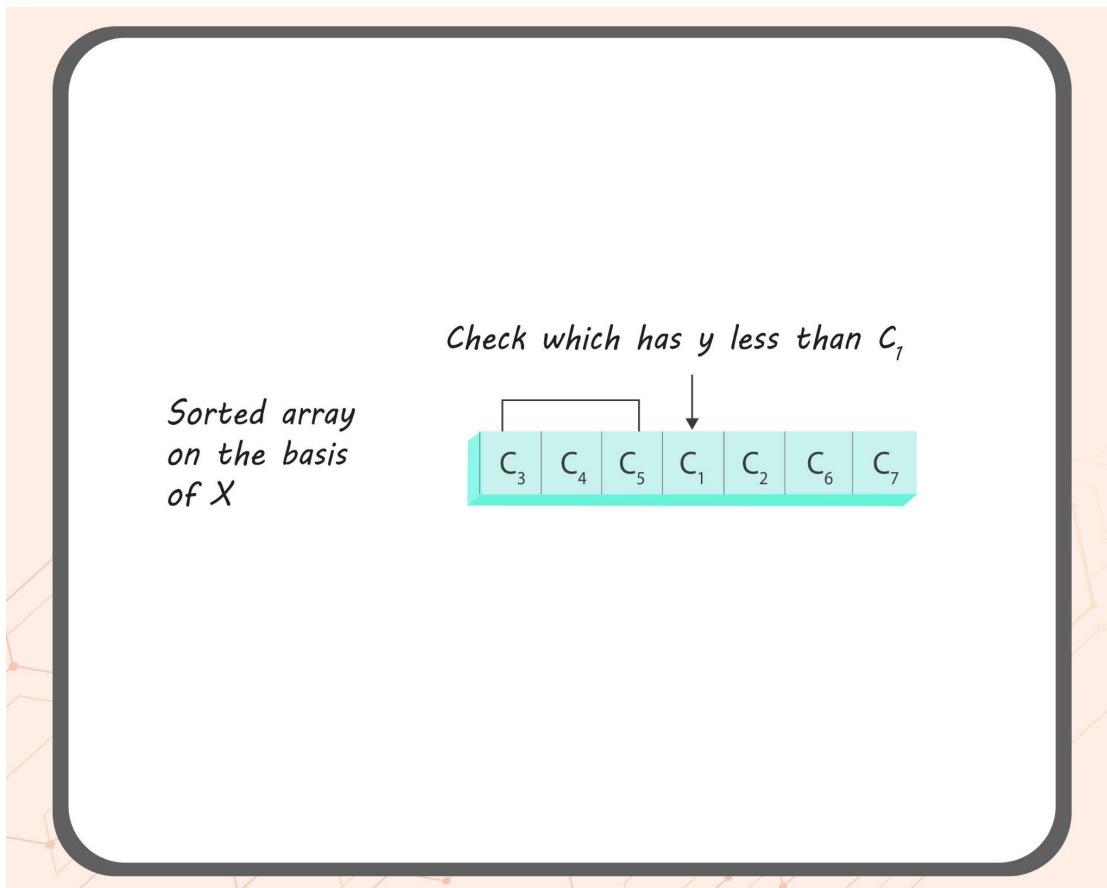 Check which has y less than C₁
Sorted array
on the basis
of X
C₃ C₄ C₅ C₁ C₂ C₆ C₇